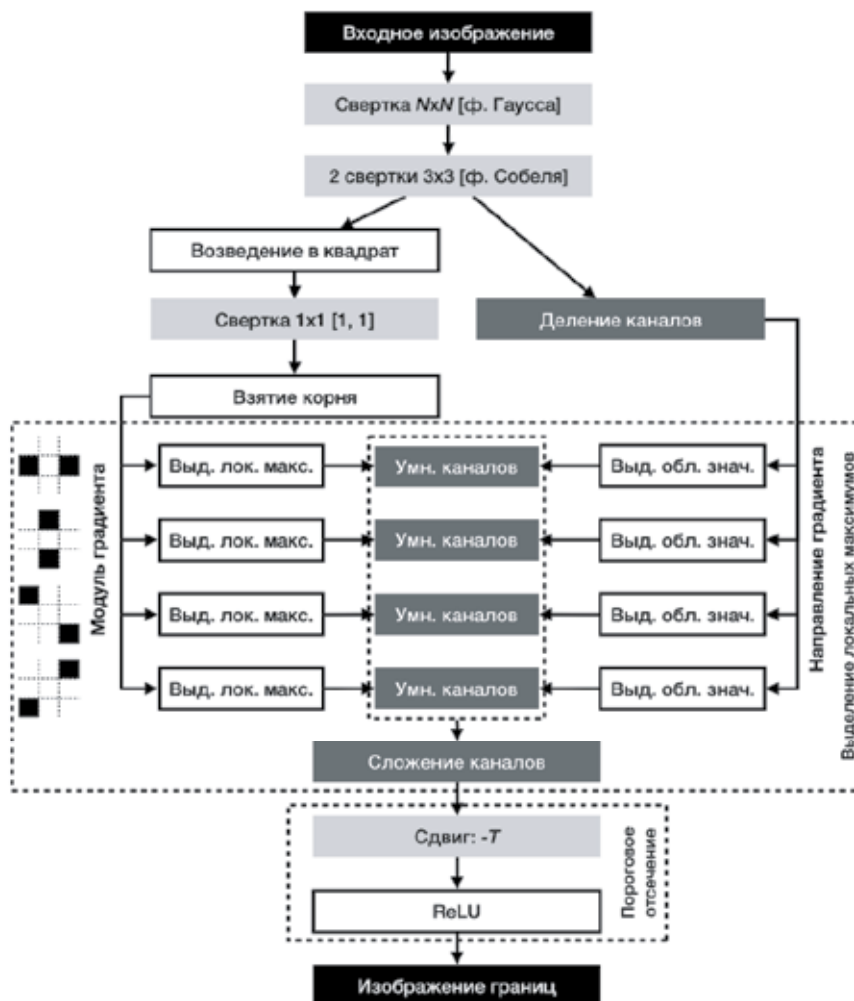 Входное изображение
Свертка NxN [ф. Гаусса]
2 свертки 3x3 [ф. Собеля]
Возведение в квадрат
Свертка 1x1 [1, 1]
Деление каналов
Взятие корня
Модуль градиента
Выд. лок. макс.
Умн. каналов
Выд. обл. знач.
Выд. лок. макс.
Умн. каналов
Выд. обл. знач.
Выд. лок. макс.
Умн. каналов
Выд. обл. знач.
Выд. лок. макс.
Умн. каналов
Выд. обл. знач.
Направление градиента
Выделение локальных максимумов
Сложение каналов
Сдвиг: -T
ReLU
Пороговое
отсечение
Изображение границ